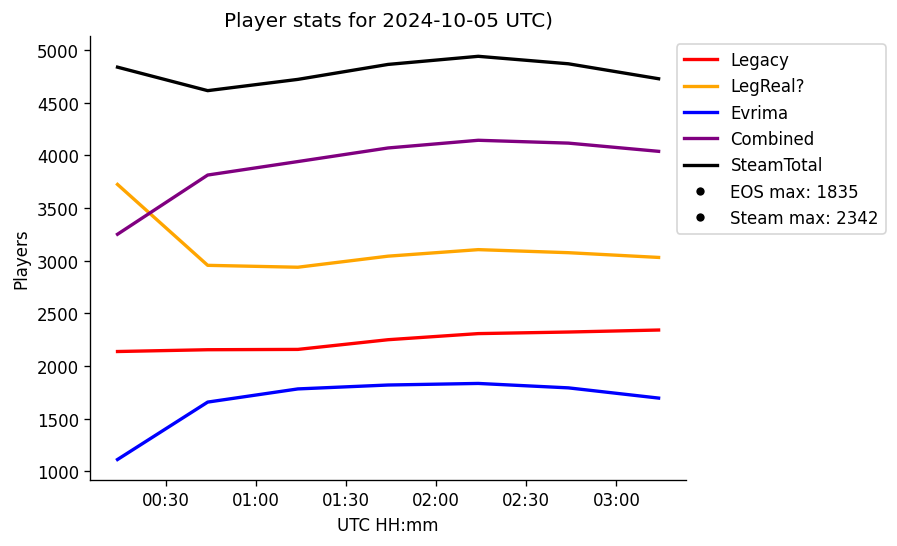 Player stats for 2024-10-05 UTC)
5000
4500
4000
3500
3000
2500
2000
1500
1000
Players
00:30 01:00 01:30 02:00 02:30 03:00
UTC HH:mm
Legacy
LegReal?
Evrima
Combined
SteamTotal
EOS max: 1835
Steam max: 2342